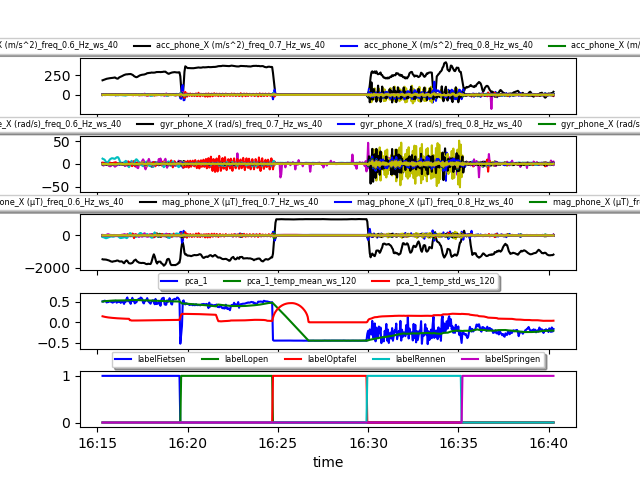 X (m/s^2)_freq_0.6_Hz_ws_40 acc_phone_X (m/s^2)_freq_0.7_Hz_ws_40 acc_phone_X (m/s^2)_freq_0.8_Hz_ws_40 acc_phone_X (m/s
250
0
e_X (rad/s)_freq_0.6_Hz_ws_40 gyr_phone_X (rad/s)_freq_0.7_Hz_ws_40 gyr_phone_X (rad/s)_freq_0.8_Hz_ws_40 gyr_phone_X (rad/s)
50
0
−50
one_X (μT)_freq_0.6_Hz_ws_40 mag_phone_X (μT)_freq_0.7_Hz_ws_40 mag_phone_X (μT)_freq_0.8_Hz_ws_40 mag_phone_X (μT)_fre
0
−2000
pca_1 pca_1_temp_mean_ws_120 pca_1_temp_std_ws_120
0.5
0.0
−0.5
labelFietsen labelLopen labelOptafel labelRennen labelSpringen
1
0
16:15 16:20 16:25 16:30 16:35 16:40
time